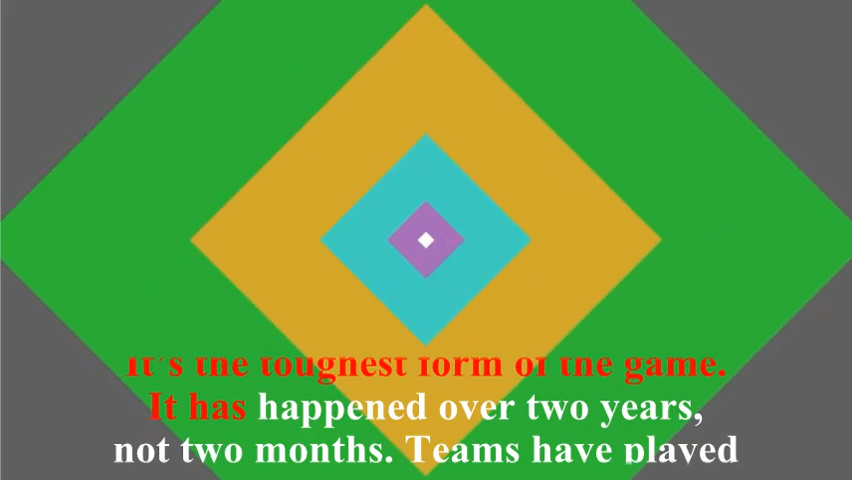 It's the toughest form of the game.
It has happened over two years,
not two months. Teams have played